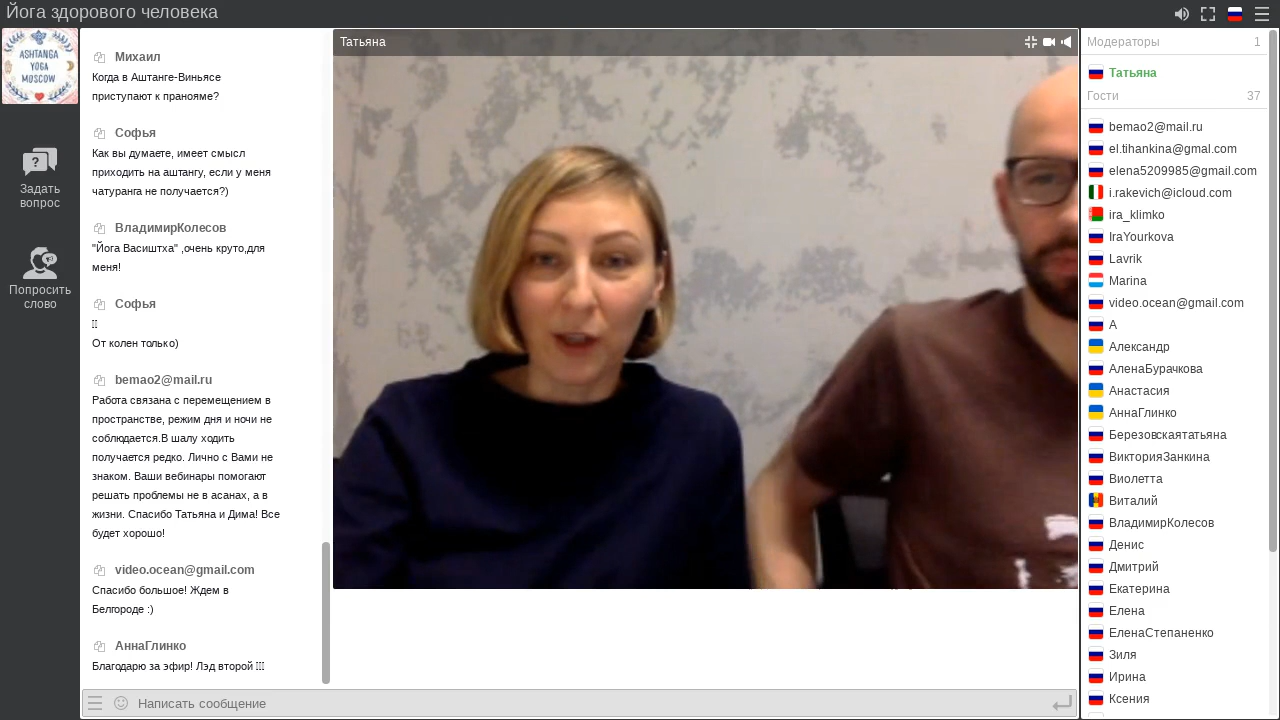 Йога здорового человека
ASHTANGA
YOGA
MOSCOW
Задать
вопрос
Попросить
слово
Михаил
Когда в Аштанге-Виньясе
приступают к пранояме?
Софья
Как вы думаете, имеет смысл
приходить на аштангу, если у меня
чатуранга не получается?)
ВладимирКолесов
"Йога Васиштха" ,очень круто,для
меня!
Софья
От колен только)
bemao2@mail.ru
Работа связана с перемещением в
пространстве, режим дня и ночи не
соблюдается.В шалу ходить
получается редко. Лично с Вами не
знаком. Ваши вебинары помогают
решать проблемы не в асанах, а в
жизни. Спасибо Татьяна и Дима! Все
будет хорошо!
video.ocean@gmail.com
Спасибо большое! Ждем в
Белгороде :)
АннаГлинко
Благодарю за эфир! Лэд второй
Написать сообщение
Татьяна
Модераторы 1
Татьяна
Гости 37
bemao2@mail.ru
el.tihankina@gmal.com
elena5209985@gmail.com
i.rakevich@icloud.com
ira_klimko
iraYourkova
Lavrik
Marina
video.ocean@gmail.com
А
Александр
АленаБурачкова
Анастасия
АннаГлинко
Березовскаятатьяна
ВикторияЗаикина
Виолетта
Виталий
ВладимирКолесов
Денис
Дмитрий
Екатерина
Елена
ЕленаСтепаненко
Зиля
Ирина
Ксения